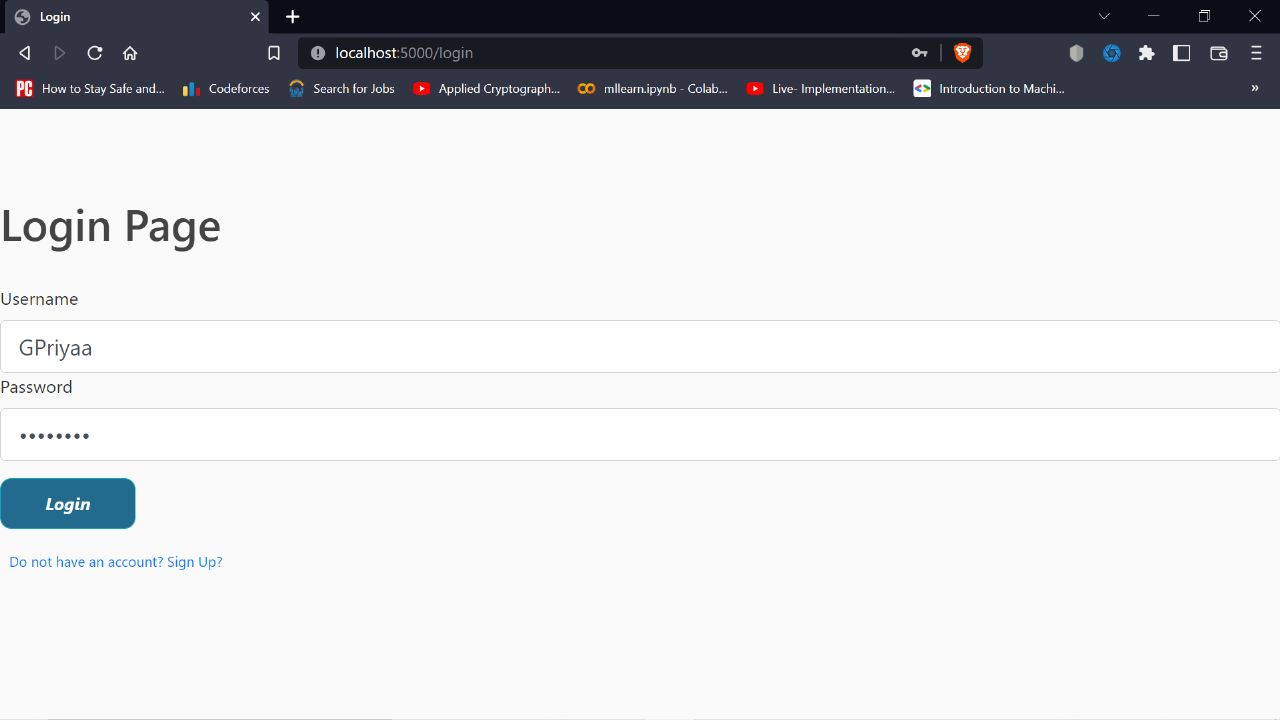 Login
localhost:5000/login
PC How to Stay Safe and... Codeforces Search for Jobs Applied Cryptograph... mllearn.ipynb - Colab... Live- Implementation... Introduction to Machi... »
Login Page
Username
GPriyaa
Password
••••••••
Login
Do not have an account? Sign Up?